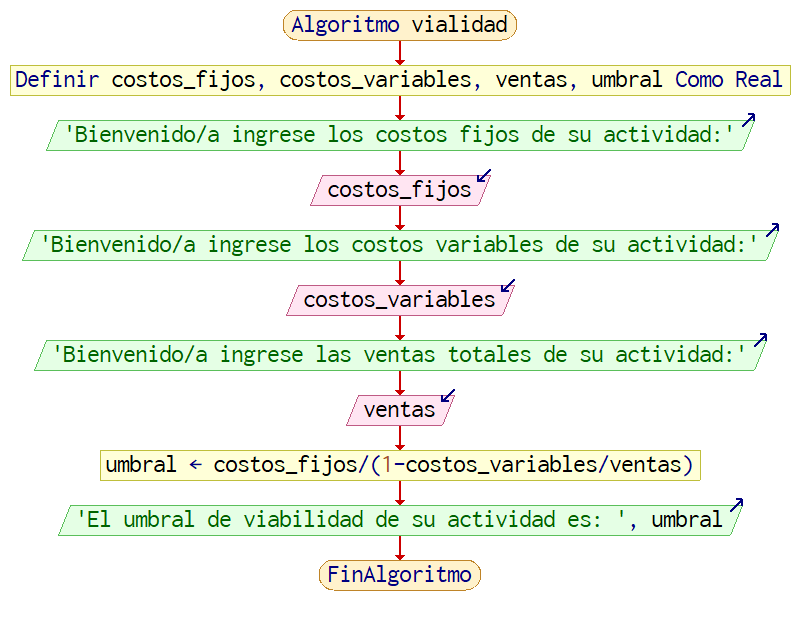 Algoritmo vialidad
Definir costos_fijos, costos_variables, ventas, umbral Como Real
'Bienvenido/a ingrese los costos fijos de su actividad:'
costos_fijos
'Bienvenido/a ingrese los costos variables de su actividad:'
costos_variables
'Bienvenido/a ingrese las ventas totales de su actividad:'
ventas
umbral ← costos_fijos/(1-costos_variables/ventas)
'El umbral de viabilidad de su actividad es: ', umbral
FinAlgoritmo